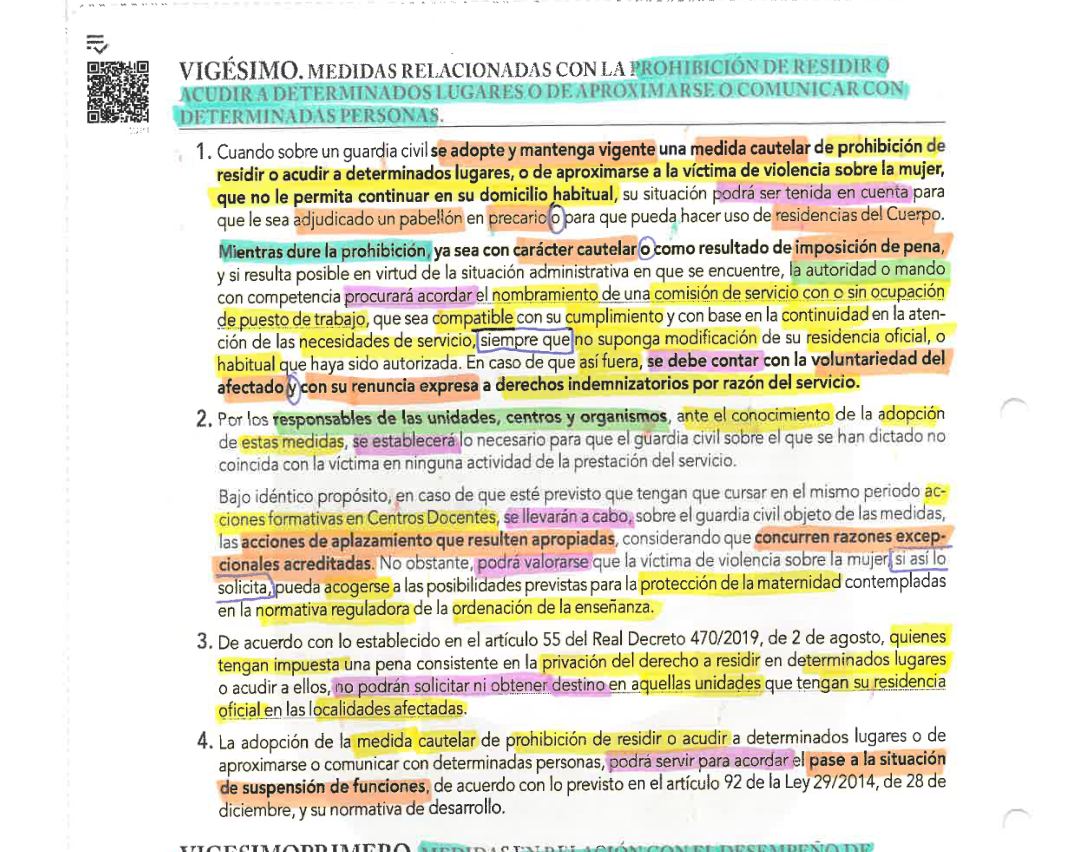 VIGÉSIMO. MEDIDAS RELACIONADAS CON LA PROHIBICIÓN DE RESIDIR O
ACUDIR A DETERMINADOS LUGARES O DE APROXIMARSE O COMUNICAR CON
DETERMINADAS PERSONAS.
1. Cuando sobre un guardia civil se adopte y mantenga vigente una medida cautelar de prohibición de
residir o acudir a determinados lugares, o de aproximarse a la víctima de violencia sobre la mujer,
que no le permita continuar en su domicilio habitual, su situación podrá ser tenida en cuenta para
que le sea adjudicado un pabellón en precario o para que pueda hacer uso de residencias del Cuerpo.
Mientras dure la prohibición, ya sea con carácter cautelar o como resultado de imposición de pena,
y si resulta posible en virtud de la situación administrativa en que se encuentre, la autoridad o mando
con competencia procurará acordar el nombramiento de una comisión de servicio con o sin ocupación
de puesto de trabajo, que sea compatible con su cumplimiento y con base en la continuidad en la aten-
ción de las necesidades de servicio, siempre que no suponga modificación de su residencia oficial, o
habitual que haya sido autorizada. En caso de que así fuera, se debe contar con la voluntariedad del
afectado y con su renuncia expresa a derechos indemnizatorios por razón del servicio.
2. Por los responsables de las unidades, centros y organismos, ante el conocimiento de la adopción
de estas medidas, se establecerá lo necesario para que el guardia civil sobre el que se han dictado no
coincida con la víctima en ninguna actividad de la prestación del servicio.
Bajo idéntico propósito, en caso de que esté previsto que tengan que cursar en el mismo periodo ac-
ciones formativas en Centros Docentes, se llevarán a cabo, sobre el guardia civil objeto de las medidas,
las acciones de aplazamiento que resulten apropiadas, considerando que concurren razones excep-
cionales acreditadas. No obstante, podrá valorarse que la víctima de violencia sobre la mujer, si así lo
solicita, pueda acogerse a las posibilidades previstas para la protección de la maternidad contempladas
en la normativa reguladora de la ordenación de la enseñanza.
3. De acuerdo con lo establecido en el artículo 55 del Real Decreto 470/2019, de 2 de agosto, quienes
tengan impuesta una pena consistente en la privación del derecho a residir en determinados lugares
o acudir a ellos, no podrán solicitar ni obtener destino en aquellas unidades que tengan su residencia
oficial en las localidades afectadas.
4. La adopción de la medida cautelar de prohibición de residir o acudir a determinados lugares o de
aproximarse o comunicar con determinadas personas, podrá servir para acordar el pase a la situación
de suspensión de funciones, de acuerdo con lo previsto en el artículo 92 de la Ley 29/2014, de 28 de
diciembre, y su normativa de desarrollo.
VIGESIMOPRIMERO. MEDIDAS EN RELACIÓN CON EL DESEMPEÑO DE